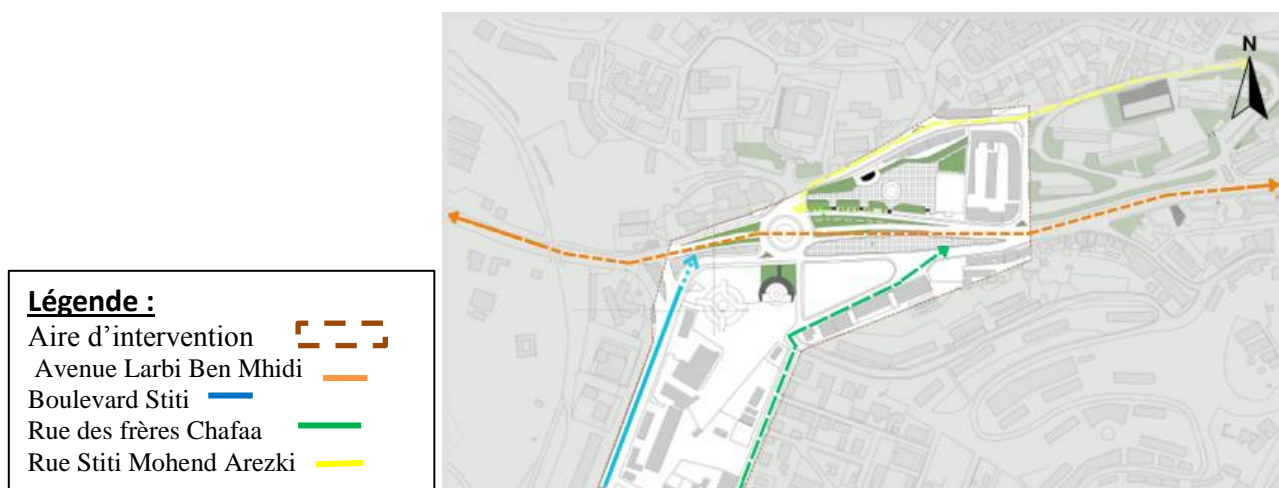 N
Légende :
Aire d’intervention
Avenue Larbi Ben Mhidi
Boulevard Stiti
Rue des frères Chafaa
Rue Stiti Mohend Arezki